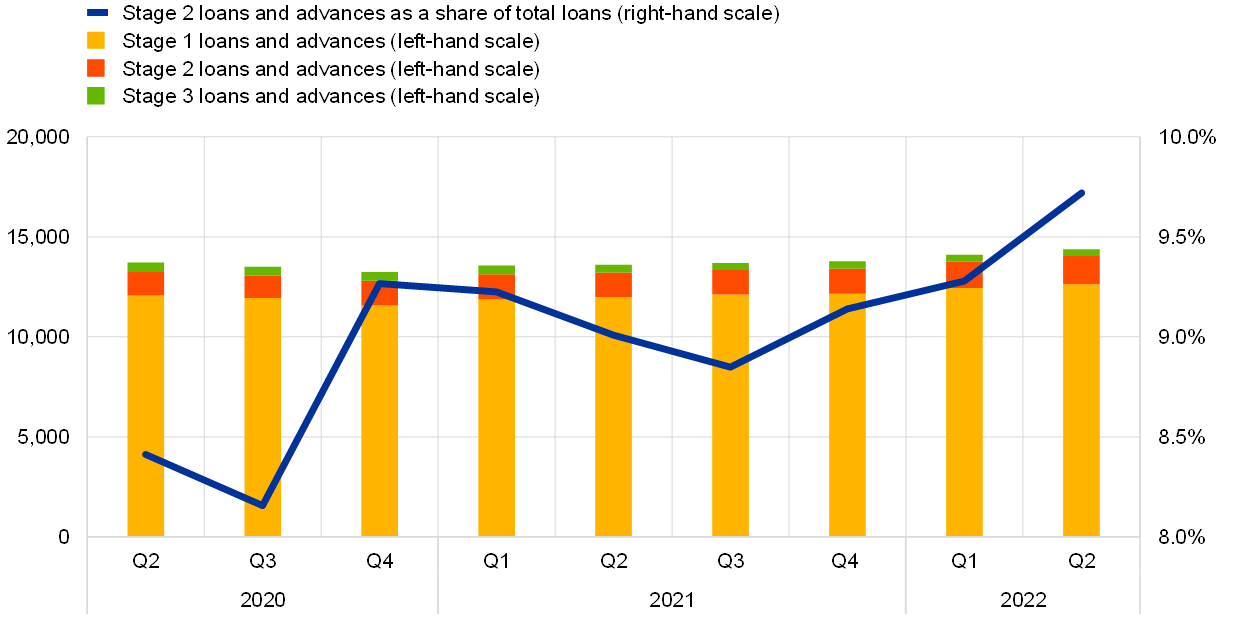 Stage 2 loans and advances as a share of total loans (right-hand scale)
Stage 1 loans and advances (left-hand scale)
Stage 2 loans and advances (left-hand scale)
Stage 3 loans and advances (left-hand scale)
20,000 10.0%
15,000 9.5%
10,000 9.0%
5,000 8.5%
0 8.0%
Q2 Q3 Q4 Q1 Q2 Q3 Q4 Q1 Q2
2020 2021 2022